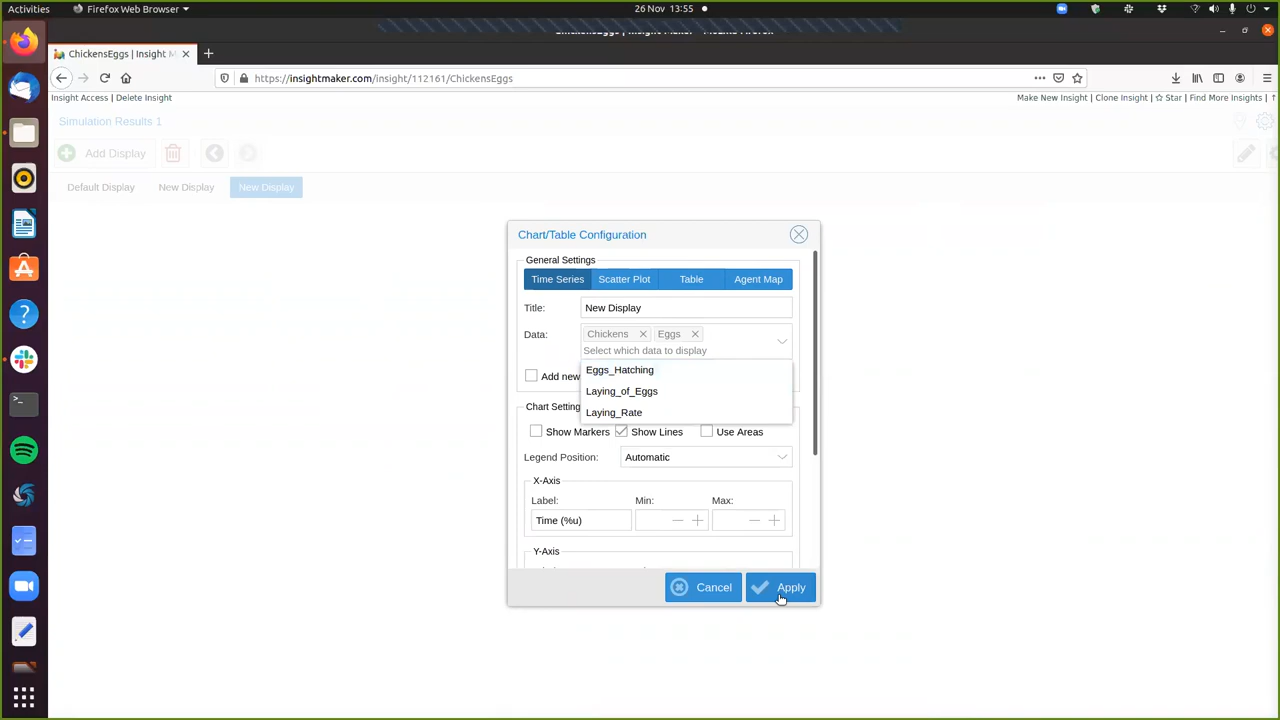 Activities
Firefox Web Browser
26 Nov 13:55
ChickensEggs | Insight M
https://insightmaker.com/insight/112161/ChickensEggs
Insight Access | Delete Insight
Make New Insight | Clone Insight | Star | Find More Insights |
Simulation Results 1
Add Display
Default Display
New Display
New Display
Chart/Table Configuration
General Settings
Time Series
Scatter Plot
Table
Agent Map
Title:
New Display
Data:
Chickens
Eggs
Select which data to display
Eggs_Hatching
Add new
Laying_of_Eggs
Chart Setting
Laying_Rate
Show Markers
Show Lines
Use Areas
Legend Position:
Automatic
X-Axis
Label:
Min:
Max:
Time (%u)
Y-Axis
Cancel
Apply